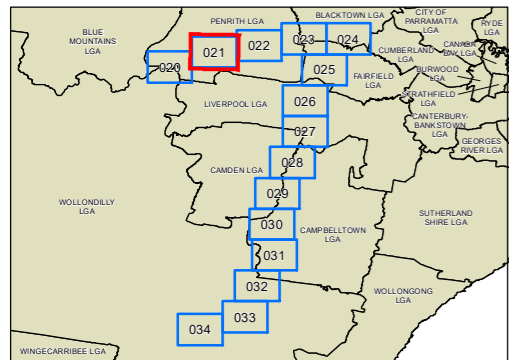 BLUE
MOUNTAINS
LGA
PENRITH LGA
BLACKTOWN LGA
CITY OF
PARRAMATTA
LGA
RYDE
LGA
020
021
022
023
024
CUMBERLAND
LGA
CANADA
BAY LGA
025
FAIRFIELD
LGA
BURWOOD
LGA
STRATHFIELD
LGA
LIVERPOOL LGA
026
CANTERBURY-
BANKSTOWN
LGA
027
GEORGES
RIVER LGA
028
CAMDEN LGA
029
WOLLONDILLY
LGA
030
CAMPBELLTOWN
LGA
SUTHERLAND
SHIRE LGA
031
032
WOLLONGONG
LGA
033
034
WINGECARRIBEE LGA